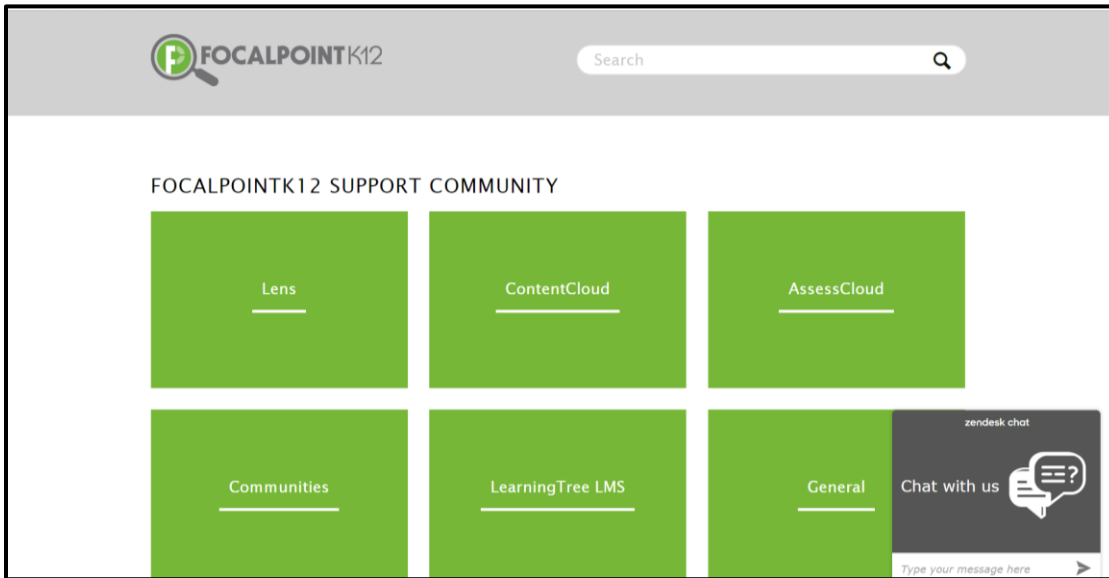 FOCALPOINTK12
Search
FOCALPOINTK12 SUPPORT COMMUNITY
Lens
ContentCloud
AssessCloud
Communities
LearningTree LMS
General
zendesk chat
Chat with us
Type your message here